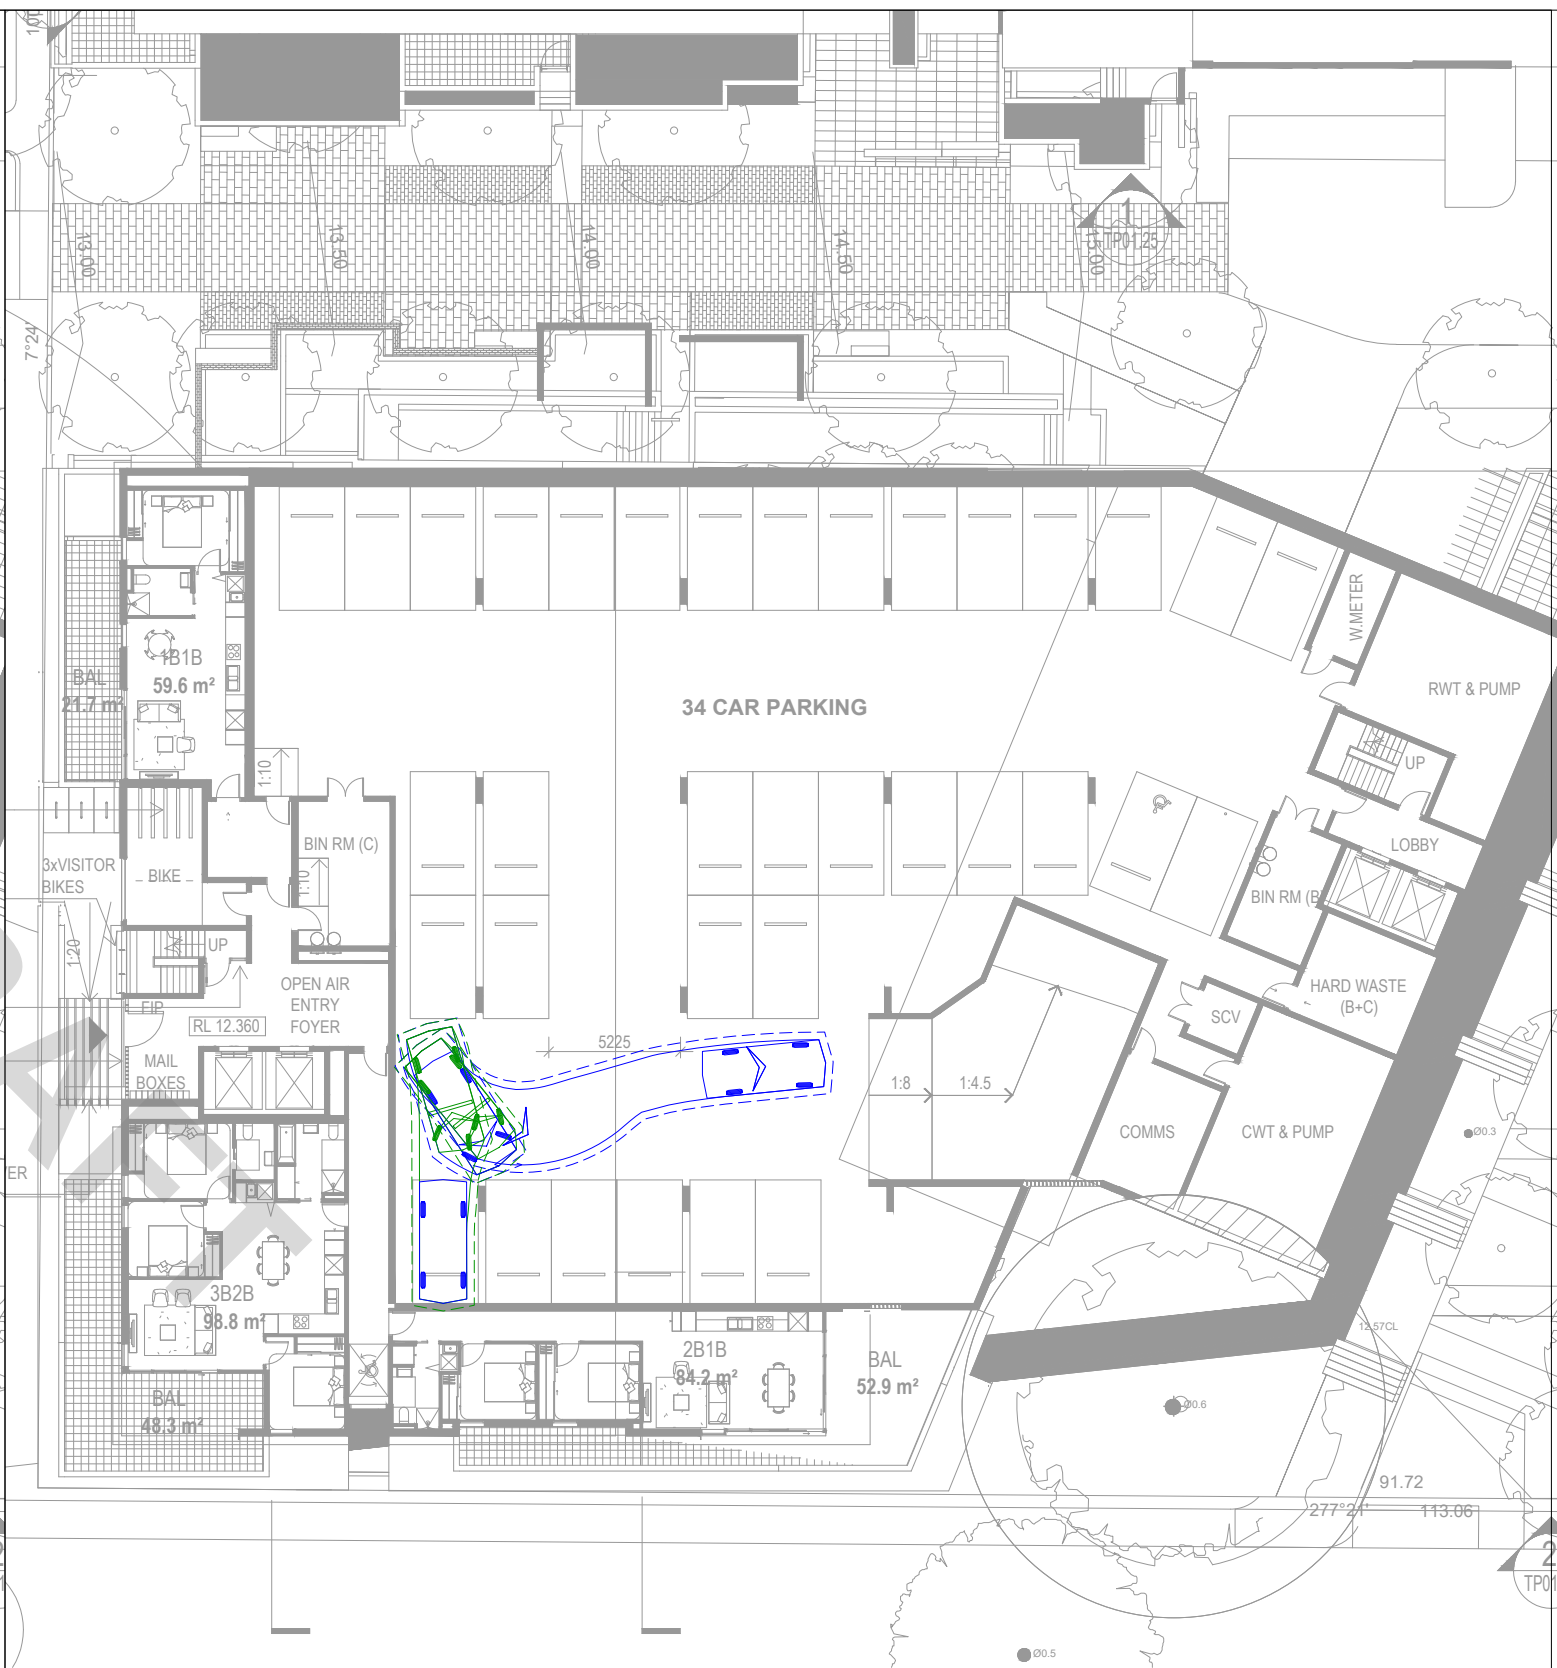 1
TP01.25
13.00
13.50
14.00
14.50
15.00
7°24'
1B1B
59.6 m²
BAL
21.7 m²
34 CAR PARKING
W.METER
RWT & PUMP
UP
LOBBY
1:10
BIN RM (C)
1:10
3xVISITOR
BIKES
BIKE
BIN RM (B)
1:20
UP
OPEN AIR
ENTRY
FOYER
HARD WASTE
(B+C)
FIP
RL 12.360
SCV
MAIL
BOXES
5225
1:8
1:4.5
COMMS
CWT & PUMP
Ø0.3
3B2B
98.8 m²
2B1B
84.2 m²
BAL
52.9 m²
BAL
48.3 m²
12.57CL
Ø0.6
91.72
277°21'
113.06
2
TP01
Ø0.5